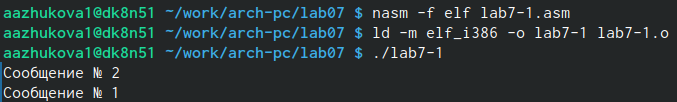 aazhukova1@dk8n51 ~/work/arch-pc/lab07 $ nasm -f elf lab7-1.asm
aazhukova1@dk8n51 ~/work/arch-pc/lab07 $ ld -m elf_i386 -o lab7-1 lab7-1.o
aazhukova1@dk8n51 ~/work/arch-pc/lab07 $ ./lab7-1
Сообщение № 2
Сообщение № 1